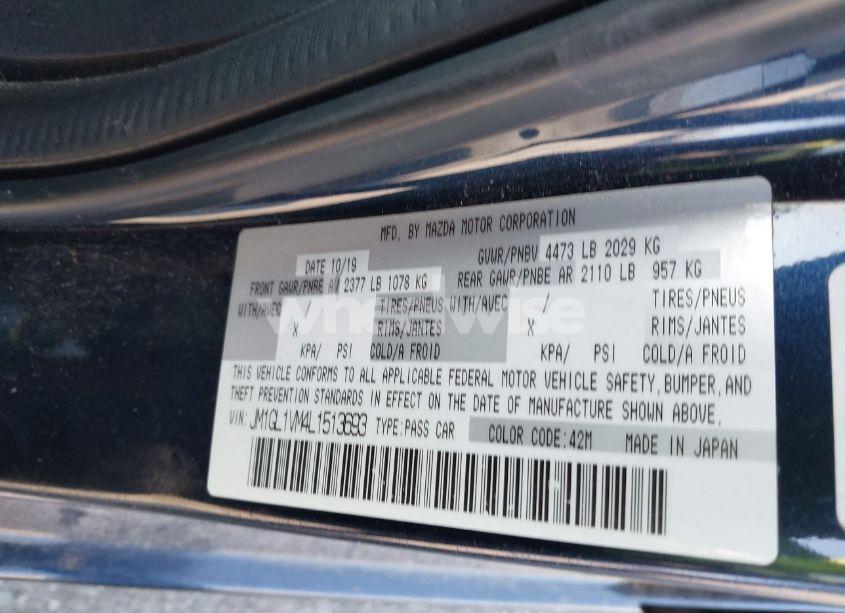 MFD. BY MAZDA MOTOR CORPORATION
DATE 10/19 GVWR/PNBV 4473 LB 2029 KG
FRONT GAWR/PNBE AV 2377 LB 1078 KG REAR GAWR/PNBE AR 2110 LB 957 KG
WITH/AVEC / TIRES/PNEUS WITH/AVEC / TIRES/PNEUS
X RIMS/JANTES X RIMS/JANTES
KPA/ PSI COLD/A FROID KPA/ PSI COLD/A FROID
THIS VEHICLE CONFORMS TO ALL APPLICABLE FEDERAL MOTOR VEHICLE SAFETY, BUMPER, AND
THEFT PREVENTION STANDARDS IN EFFECT ON THE DATE OF MANUFACTURE SHOWN ABOVE.
VIN: JM1GL1VM4L1513693 TYPE:PASS CAR COLOR CODE:42M MADE IN JAPAN